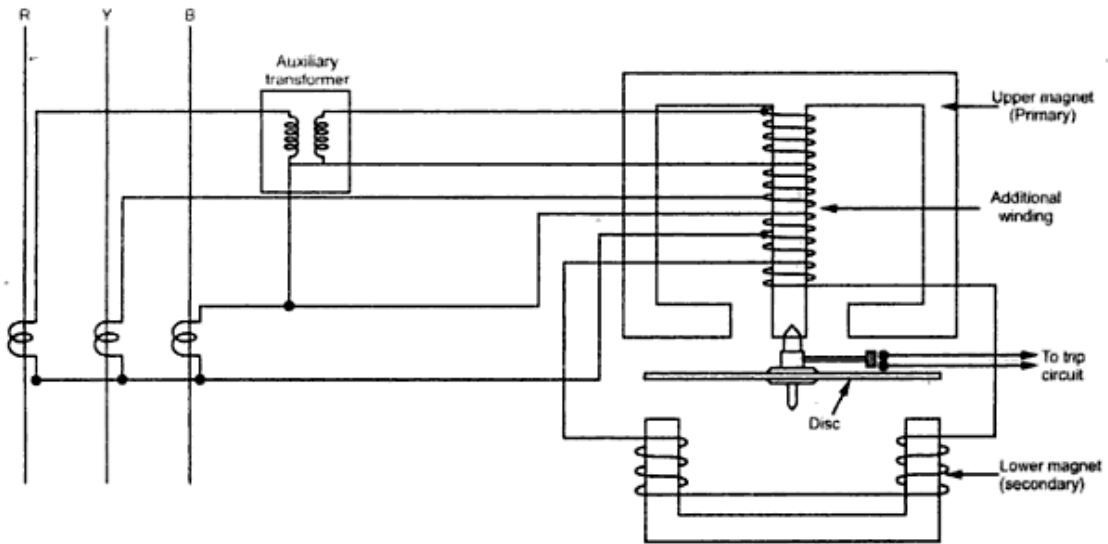 R Y B
Auxiliary
transformer
Upper magnet
(Primary)
Additional
winding
To trip
circuit
Disc
Lower magnet
(secondary)